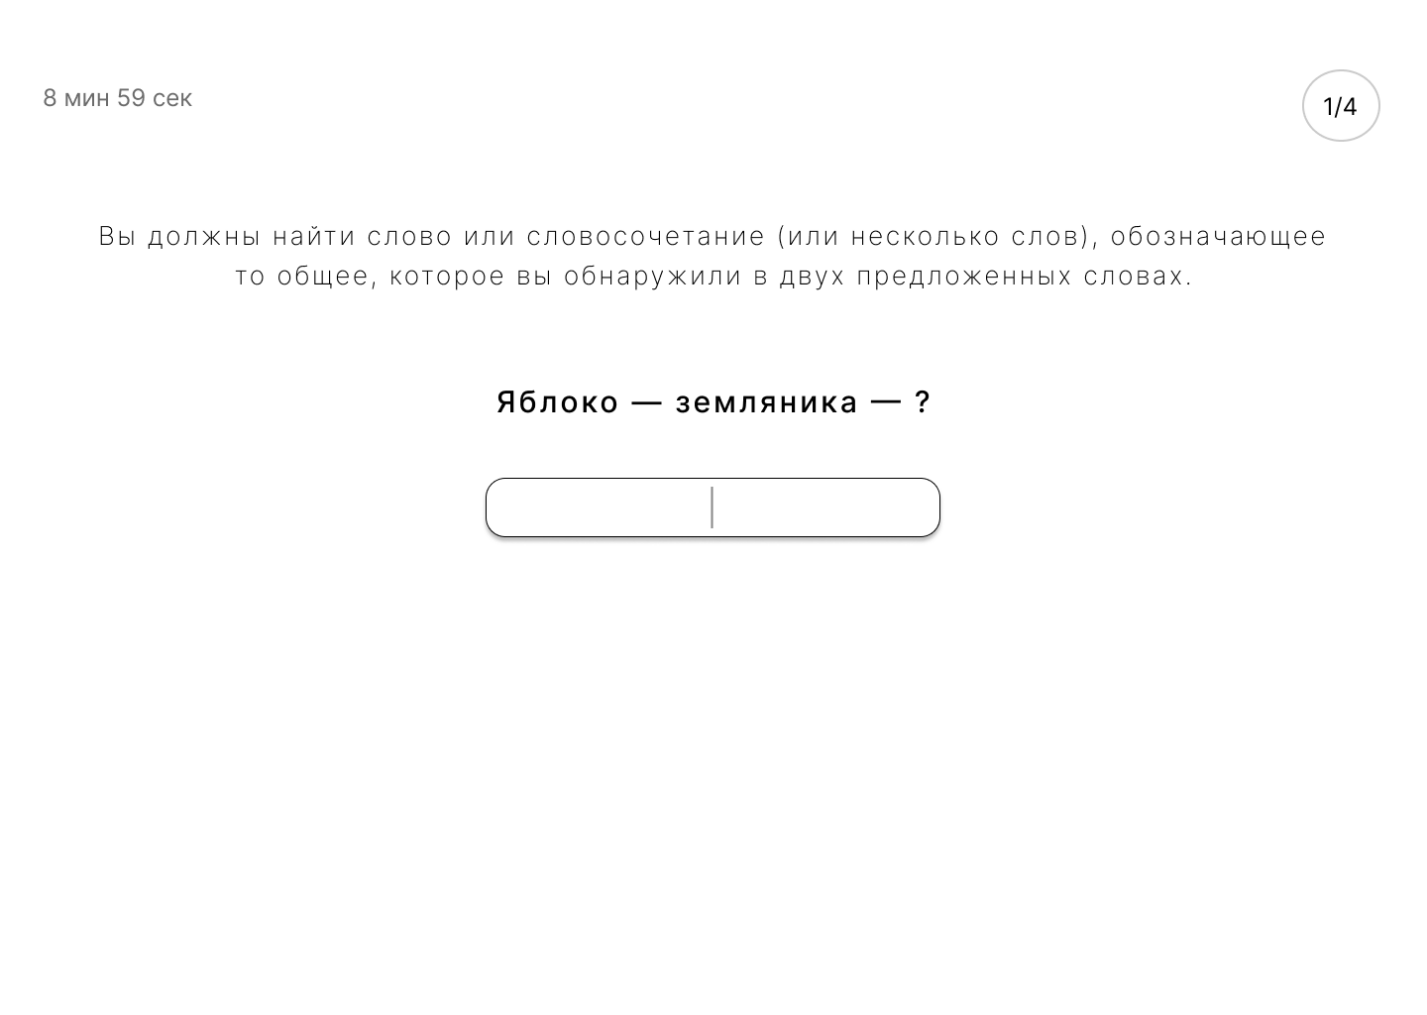 8 мин 59 сек
1/4
Вы должны найти слово или словосочетание (или несколько слов), обозначающее
то общее, которое вы обнаружили в двух предложенных словах.
Яблоко — земляника — ?